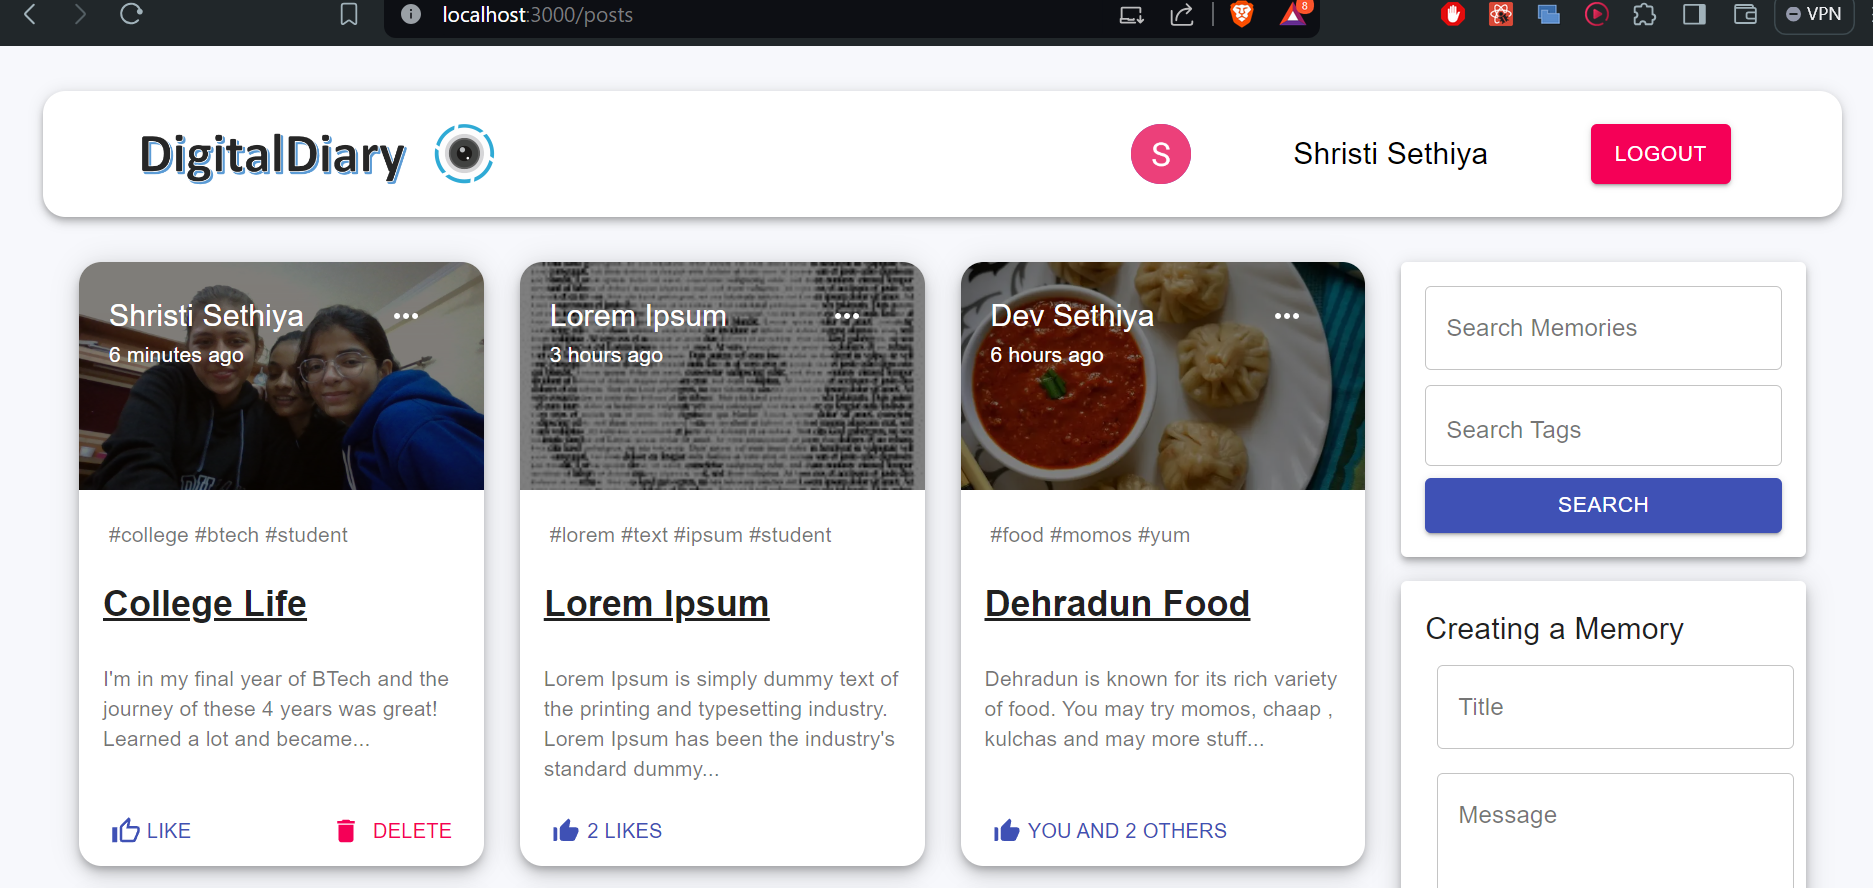 localhost:3000/posts
8
VPN
DigitalDiary
S
Shristi Sethiya
LOGOUT
Shristi Sethiya
6 minutes ago
#college #btech #student
College Life
I'm in my final year of BTech and the
journey of these 4 years was great!
Learned a lot and became...
LIKE
DELETE
Lorem Ipsum
3 hours ago
#lorem #text #ipsum #student
Lorem Ipsum
Lorem Ipsum is simply dummy text of
the printing and typesetting industry.
Lorem Ipsum has been the industry's
standard dummy...
2 LIKES
Dev Sethiya
6 hours ago
#food #momos #yum
Dehradun Food
Dehradun is known for its rich variety
of food. You may try momos, chaap ,
kulchas and may more stuff...
YOU AND 2 OTHERS
Search Memories
Search Tags
SEARCH
Creating a Memory
Title
Message